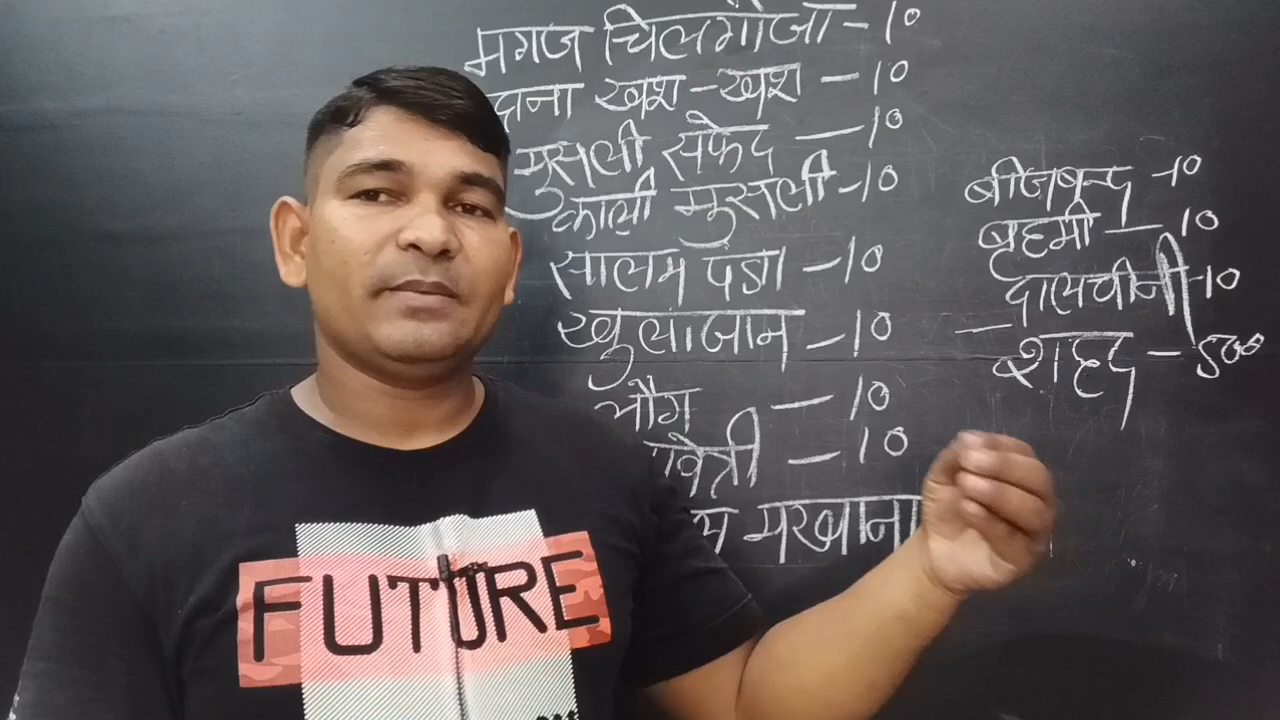 मगज चिलगोजा - 10
दाना खश-खश - 10
मुसली सफेद - 10
काली मुसली - 10
सालम पंजा - 10
खुलंजान - 10
लौंग - 10
- 10
मखाना
बीजबन्द - 10
बृहमी - 10
दालचीनी - 10
शहद - 500
FUTURE